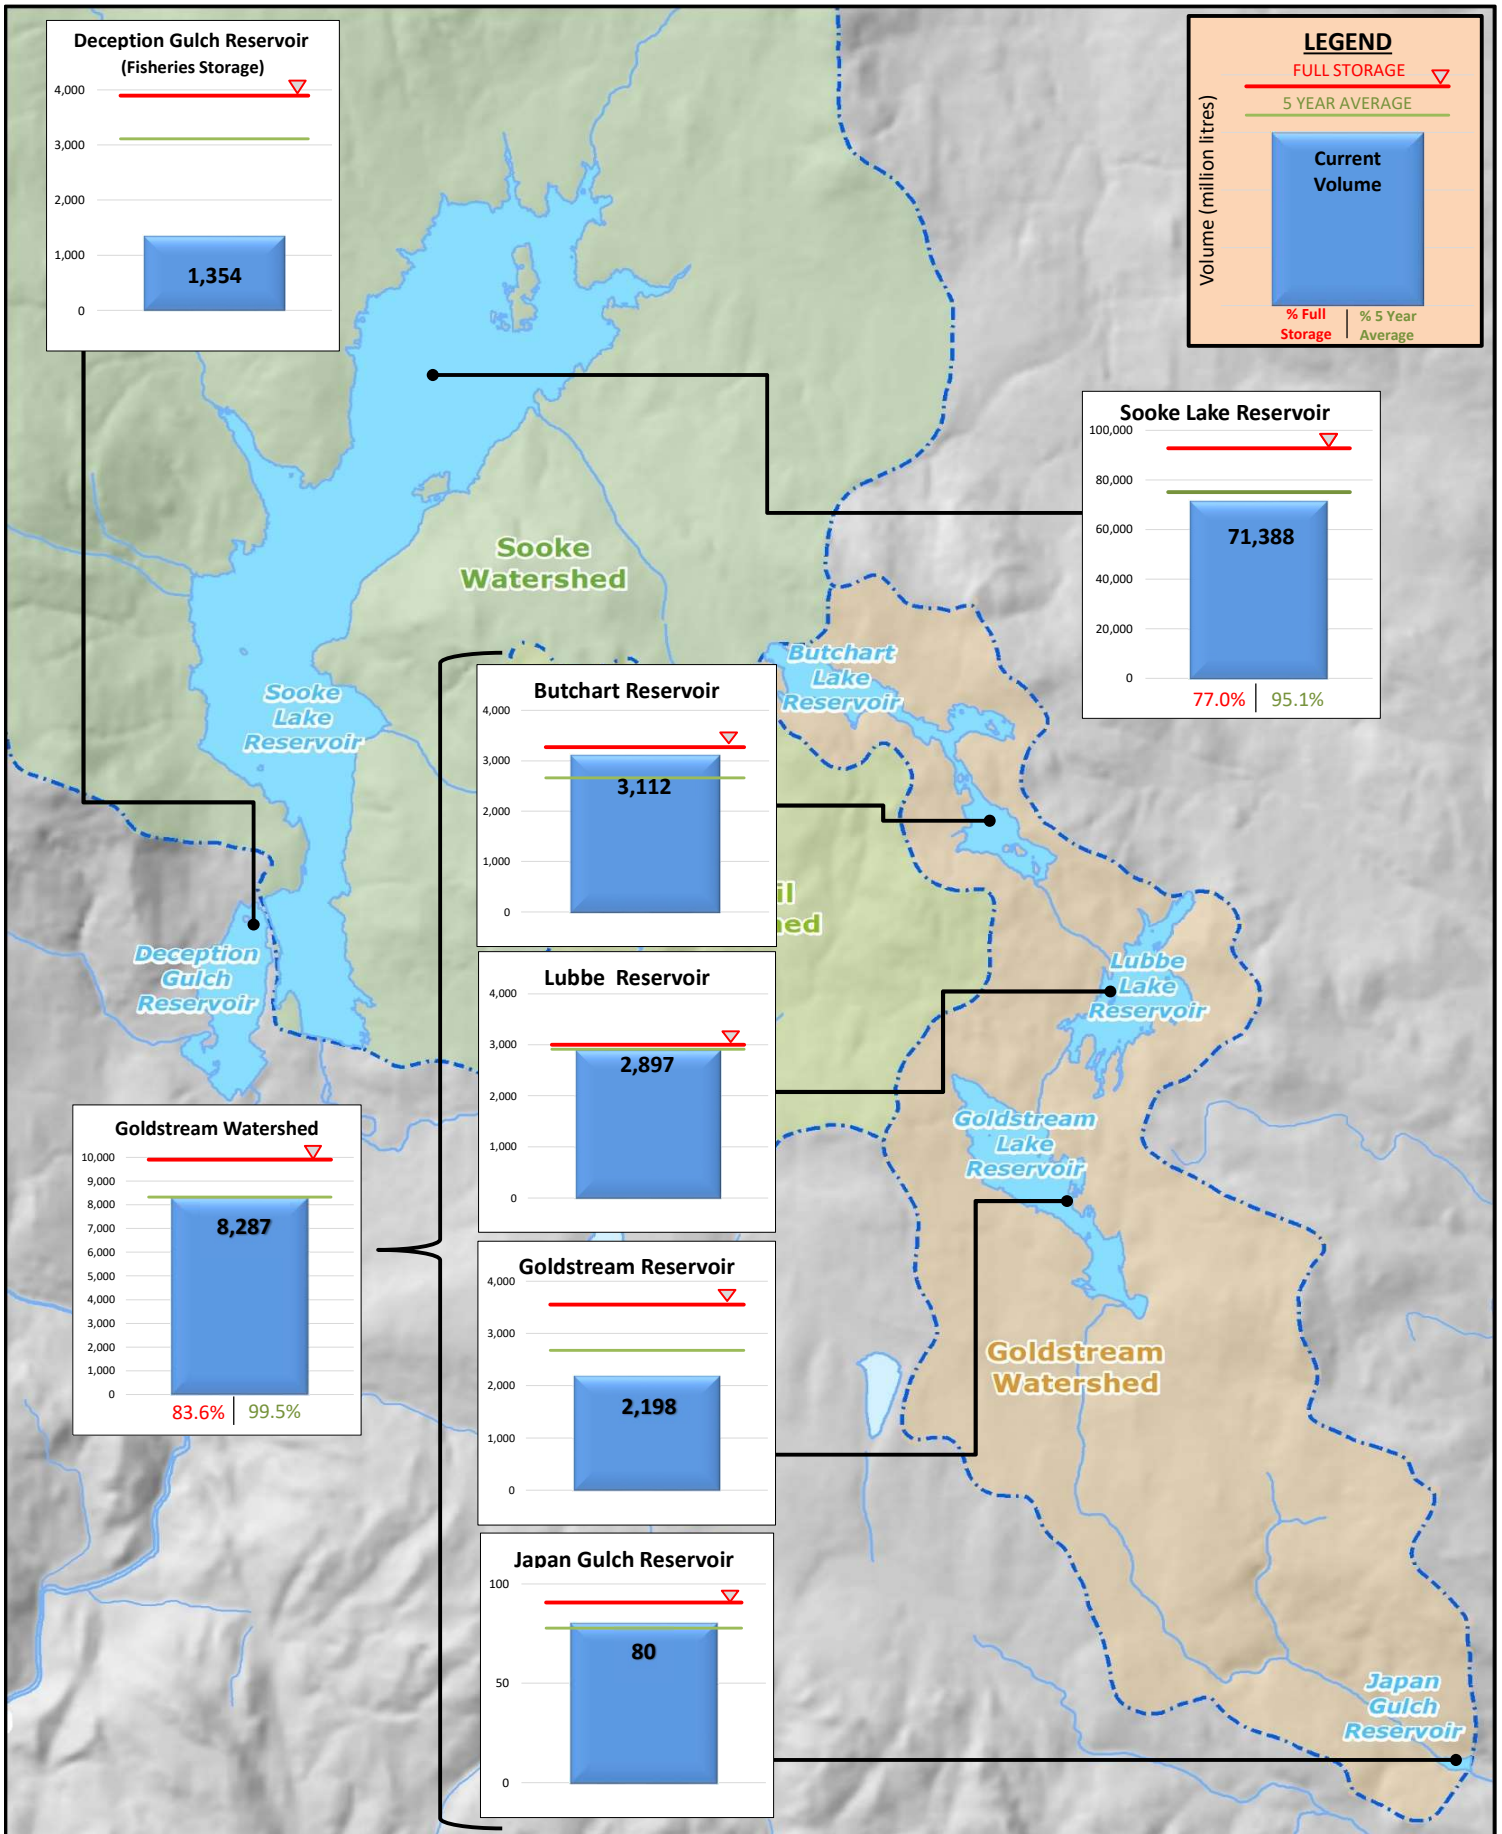 Deception Gulch Reservoir
(Fisheries Storage)
4,000
3,000
2,000
1,000
0
1,354
LEGEND
FULL STORAGE
5 YEAR AVERAGE
Volume (million litres)
Current
Volume
% Full
Storage
% 5 Year
Average
Sooke Lake Reservoir
100,000
80,000
60,000
40,000
20,000
0
71,388
77.0%
95.1%
Sooke
Watershed
Sooke
Lake
Reservoir
Butchart
Lake
Reservoir
Butchart Reservoir
4,000
3,000
2,000
1,000
0
3,112
il
ed
Deception
Gulch
Reservoir
Lubbe
Lake
Reservoir
Lubbe Reservoir
4,000
3,000
2,000
1,000
0
2,897
Goldstream Watershed
10,000
9,000
8,000
7,000
6,000
5,000
4,000
3,000
2,000
1,000
0
8,287
83.6%
99.5%
Goldstream
Lake
Reservoir
Goldstream Reservoir
4,000
3,000
2,000
1,000
0
2,198
Goldstream
Watershed
Japan Gulch Reservoir
100
50
0
80
Japan
Gulch
Reservoir